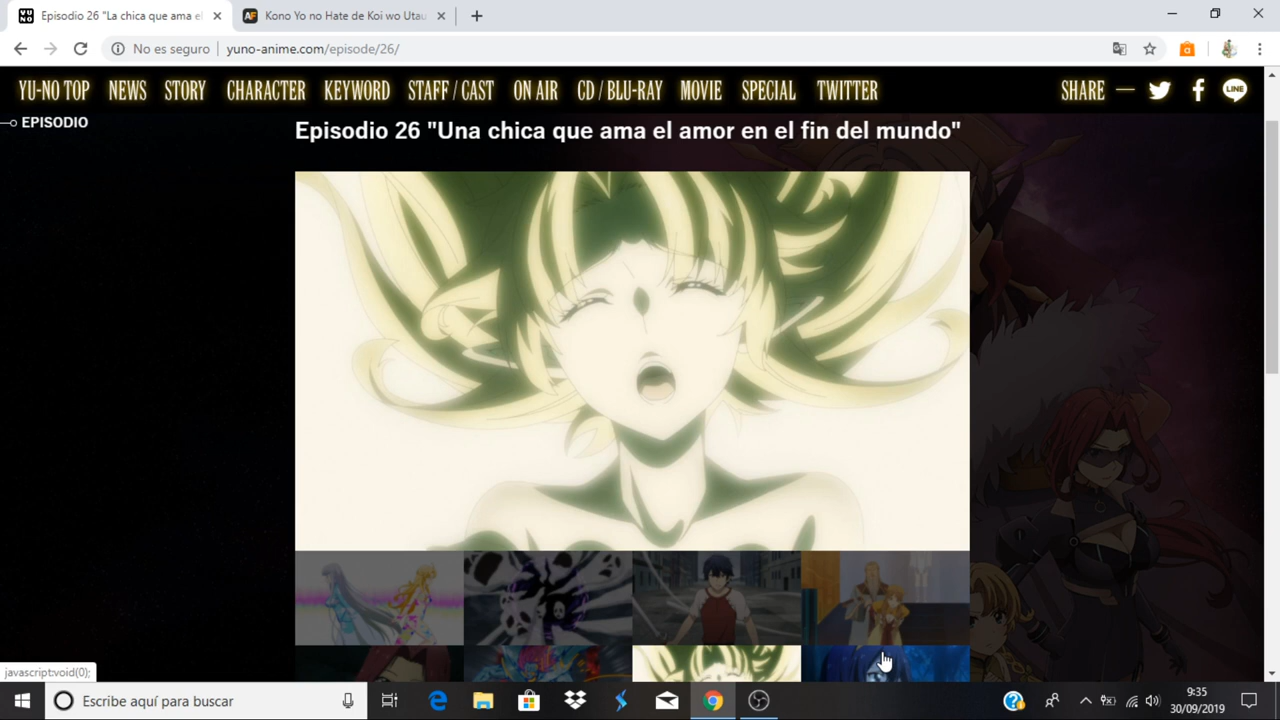 Episodio 26 "La chica que ama el
Kono Yo no Hate de Koi wo Utau
No es seguro
yuno-anime.com/episode/26/
YU-NO TOP
NEWS
STORY
CHARACTER
KEYWORD
STAFF / CAST
ON AIR
CD / BLU-RAY
MOVIE
SPECIAL
TWITTER
SHARE
LINE
EPISODIO
Episodio 26 "Una chica que ama el amor en el fin del mundo"
javascript:void(0);
Escribe aquí para buscar
9:35
30/09/2019